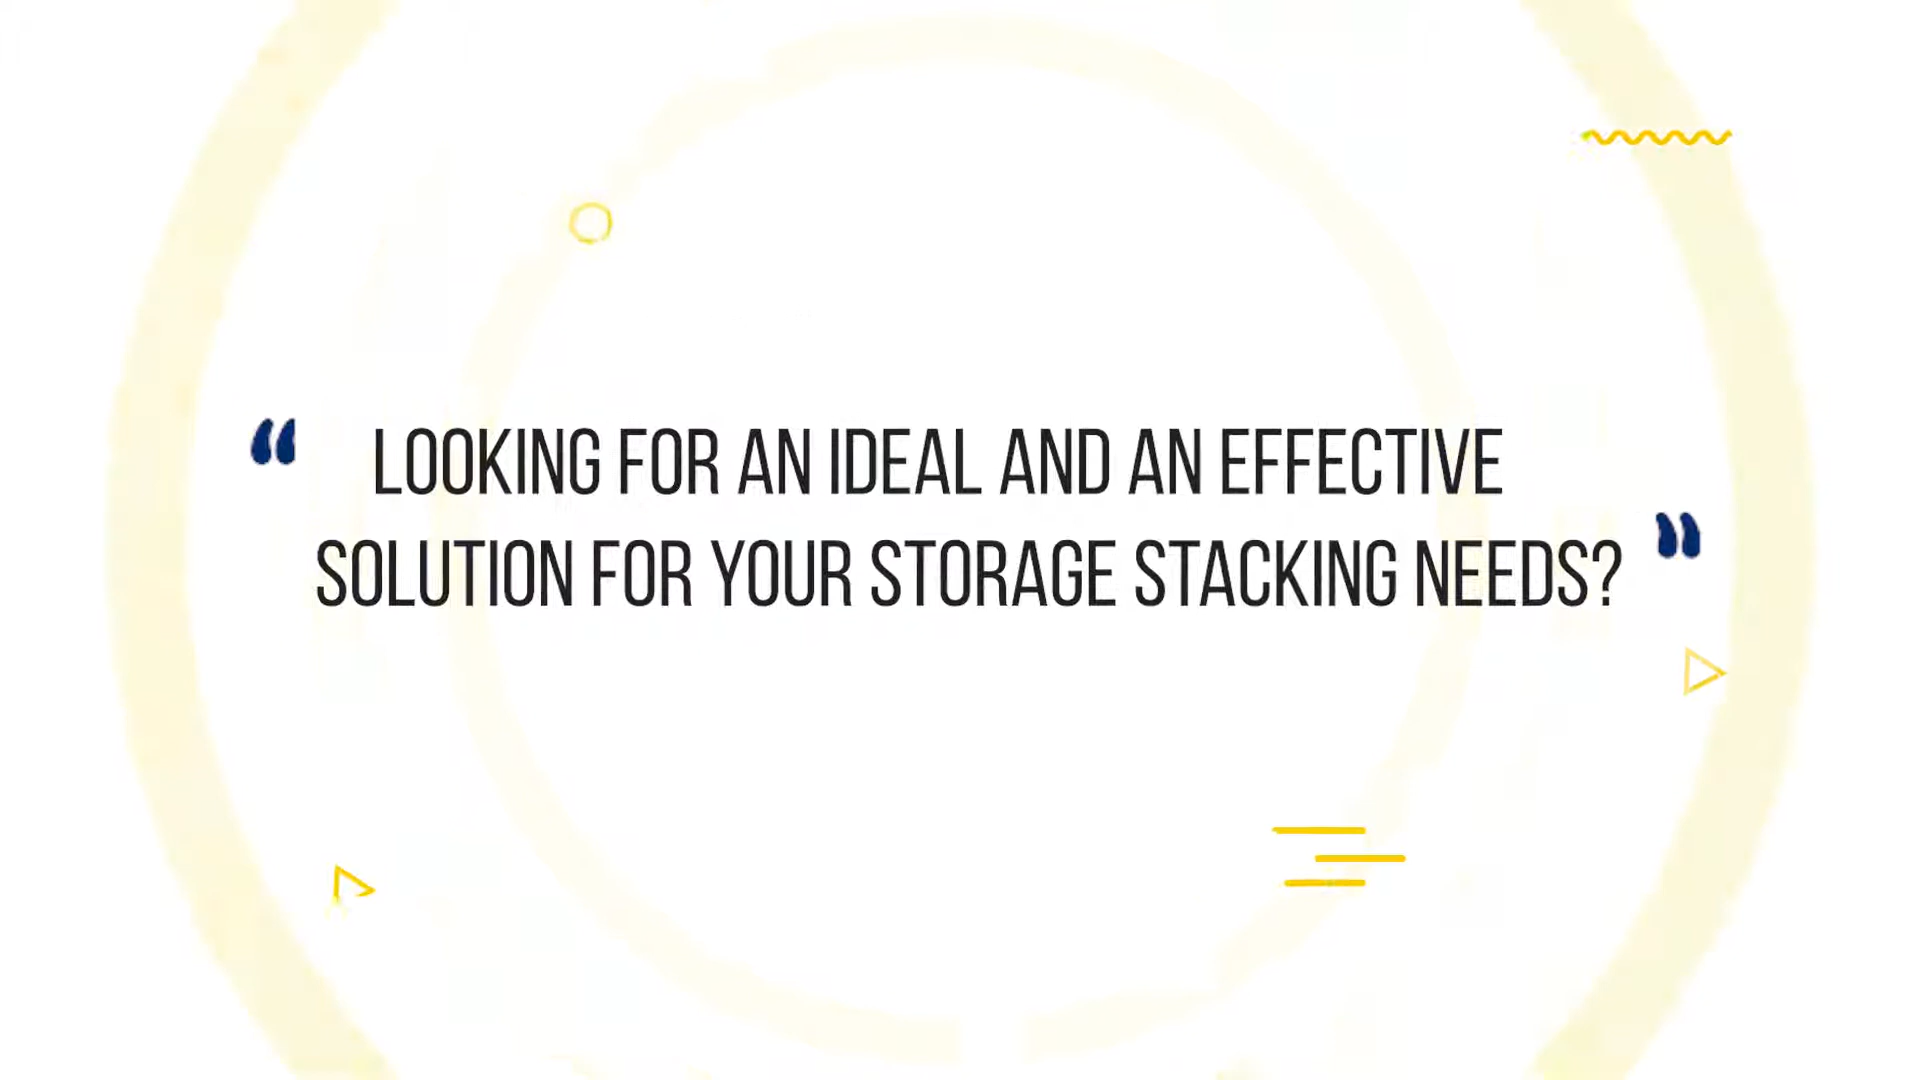 “ LOOKING FOR AN IDEAL AND AN EFFECTIVE
SOLUTION FOR YOUR STORAGE STACKING NEEDS? ”